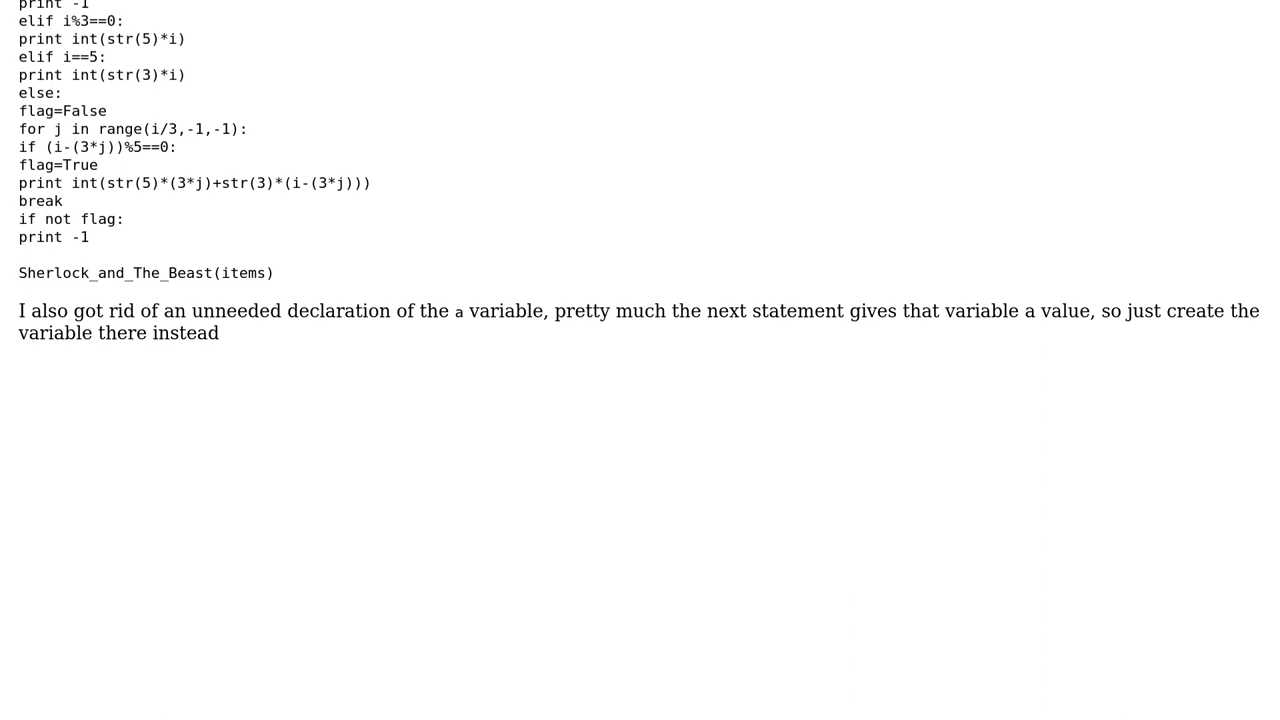 print -1
elif i%3==0:
print int(str(5)*i)
elif i==5:
print int(str(3)*i)
else:
flag=False
for j in range(i/3,-1,-1):
if (i-(3*j))%5==0:
flag=True
print int(str(5)*(3*j)+str(3)*(i-(3*j)))
break
if not flag:
print -1
Sherlock_and_The_Beast(items)
I also got rid of an unneeded declaration of the a variable, pretty much the next statement gives that variable a value, so just create the
variable there instead